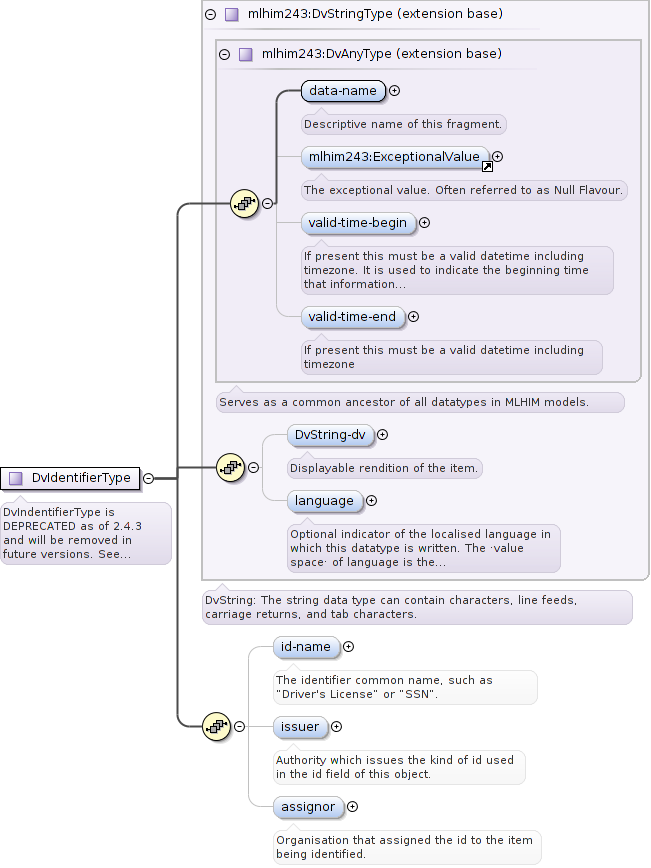 mlhim243:DvStringType (extension base)
mlhim243:DvAnyType (extension base)
data-name
Descriptive name of this fragment.
mlhim243:ExceptionalValue
The exceptional value. Often referred to as Null Flavour.
valid-time-begin
If present this must be a valid datetime including
timezone. It is used to indicate the beginning time
that information...
valid-time-end
If present this must be a valid datetime including
timezone
Serves as a common ancestor of all datatypes in MLHIM models.
DvString-dv
Displayable rendition of the item.
language
Optional indicator of the localised language in
which this datatype is written. The ·value
space· of language is the...
DvString: The string data type can contain characters, line feeds,
carriage returns, and tab characters.
DvIdentifierType
DvIndentifierType is
DEPRECATED as of 2.4.3
and will be removed in
future versions. See...
id-name
The identifier common name, such as
"Driver's License" or "SSN".
issuer
Authority which issues the kind of id used
in the id field of this object.
assignor
Organisation that assigned the id to the item
being identified.